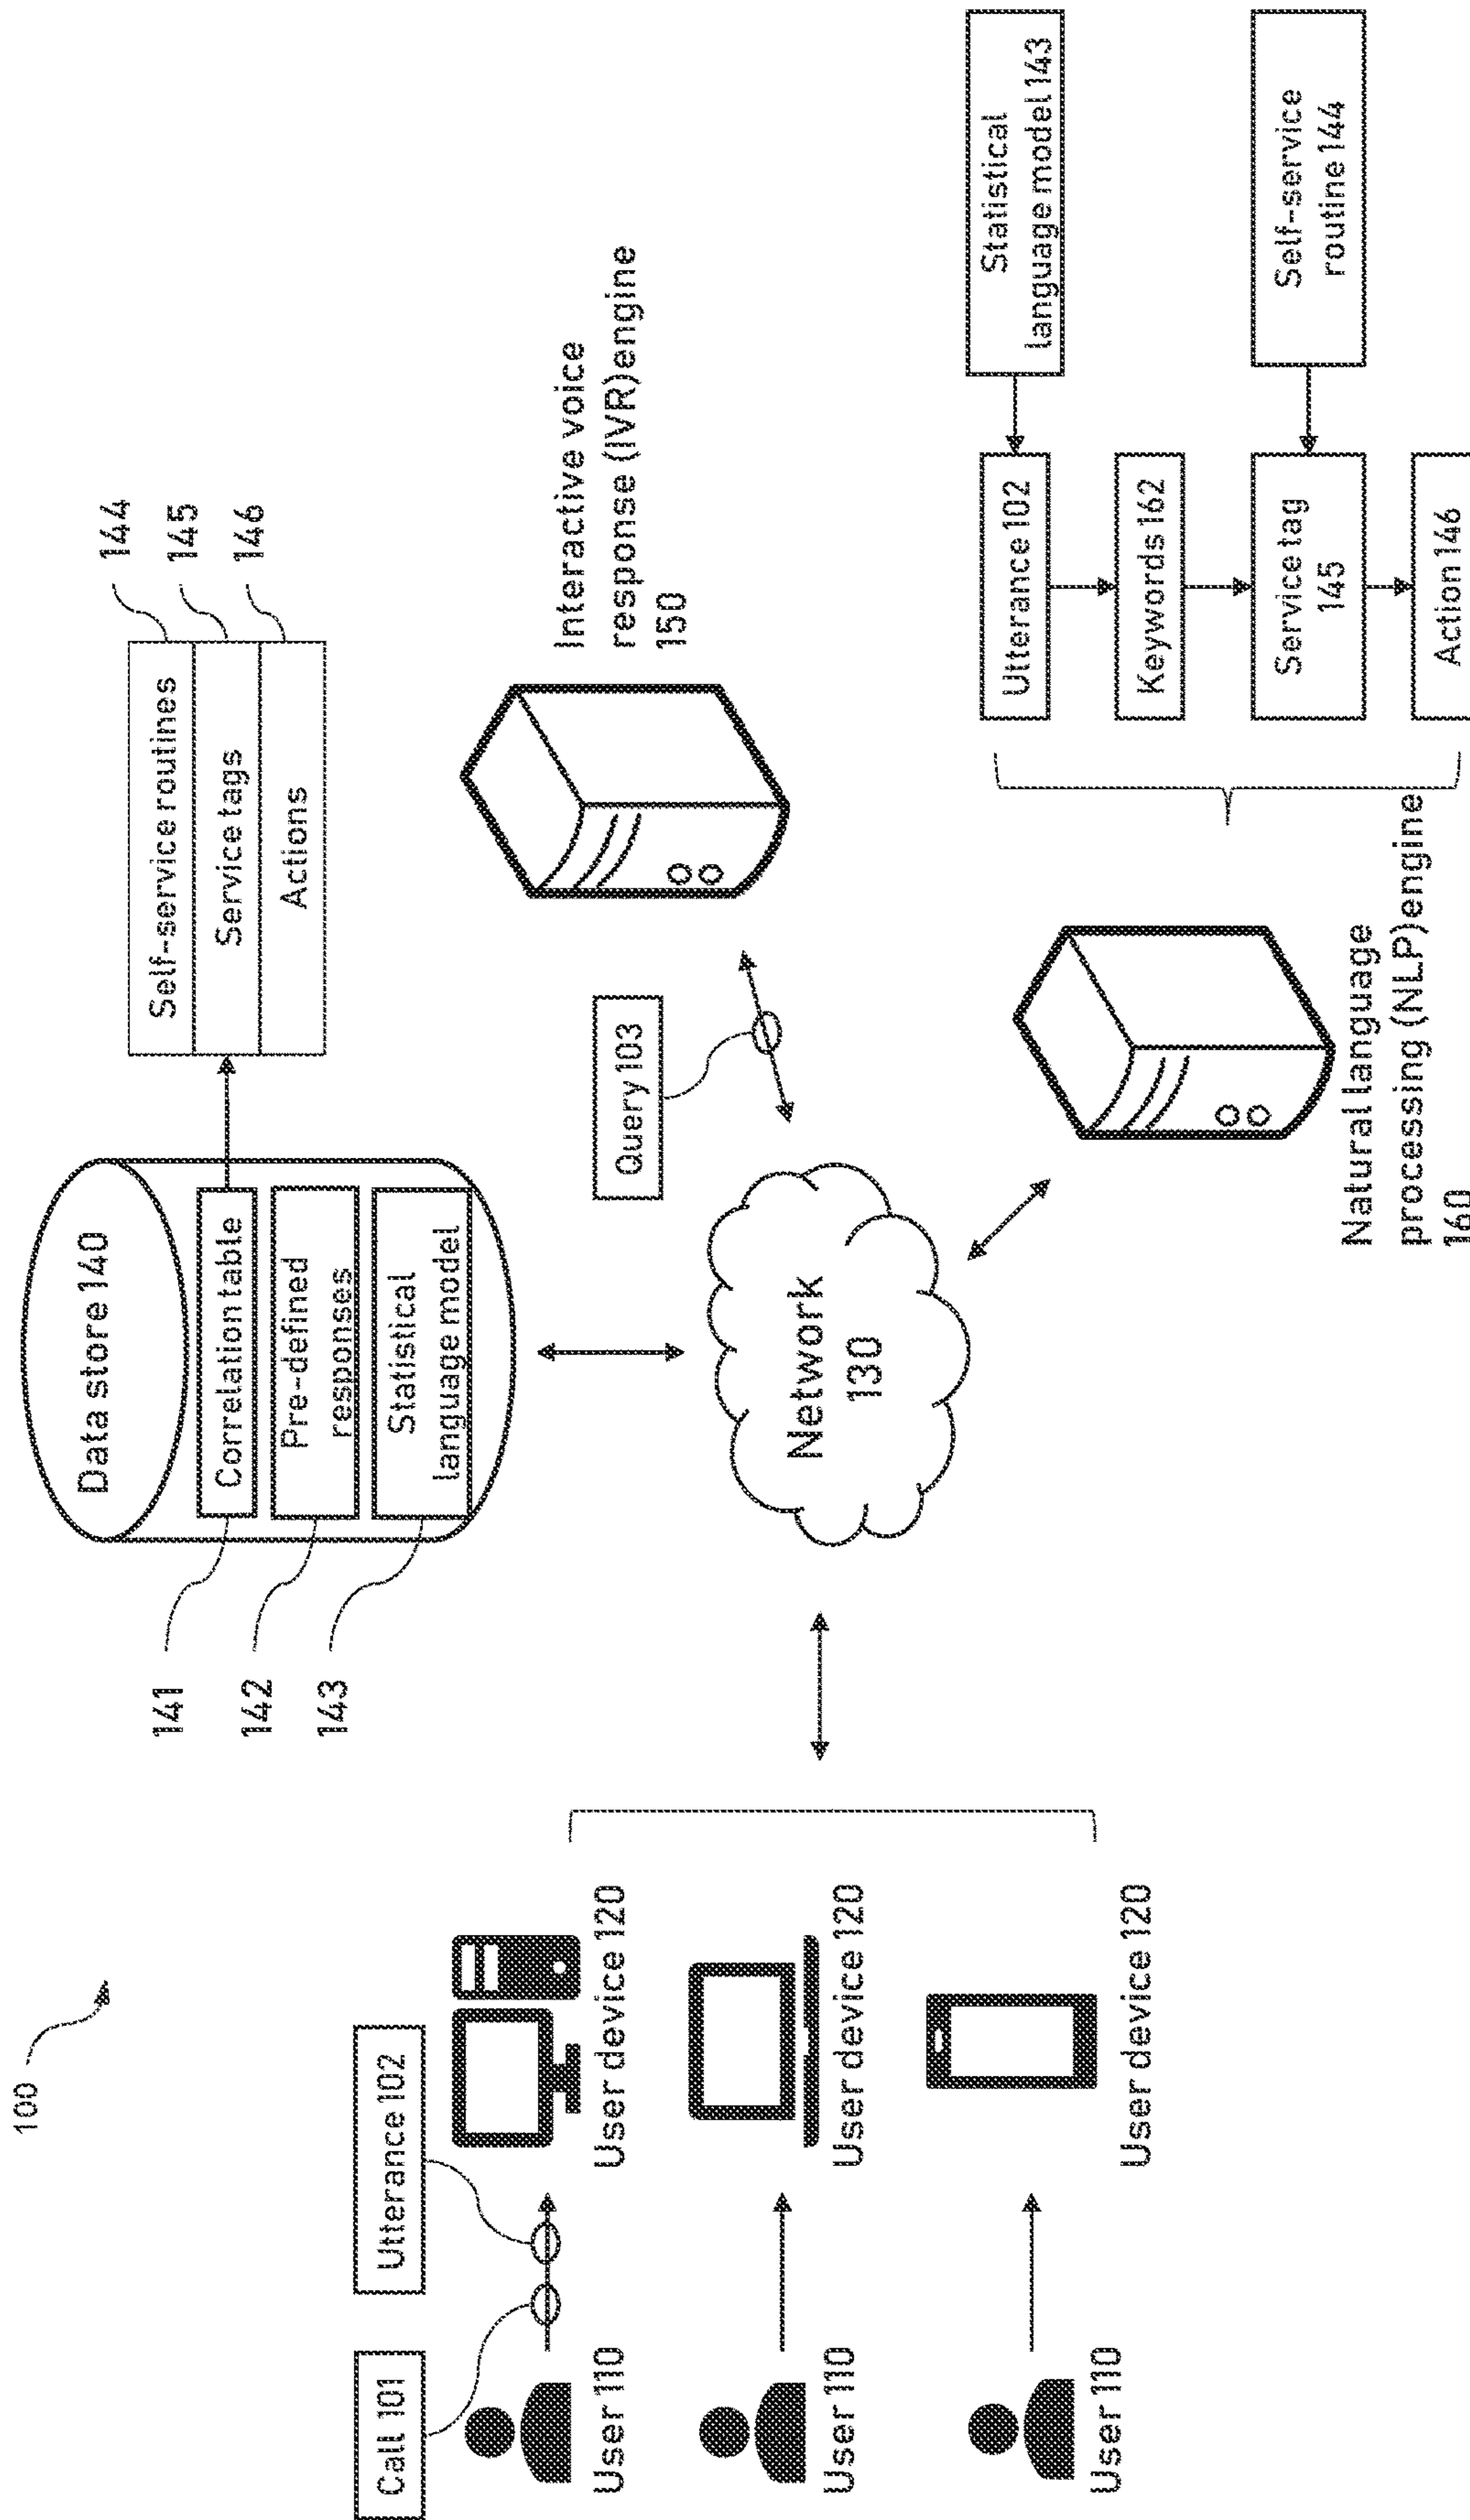 100
Call 101
Utterance 102
User 110
User device 120
User 110
User device 120
User 110
User device 120
141
142
143
Data store 140
Correlation table
Pre-defined
responses
Statistical
language model
Self-service routines
Service tags
Actions
144
145
146
Network
130
Query 103
Interactive voice
response (IVR) engine
150
Natural language
processing (NLP) engine
160
Utterance 102
Keywords 162
Service tag
145
Action 146
Statistical
language model 143
Self-service
routine 144